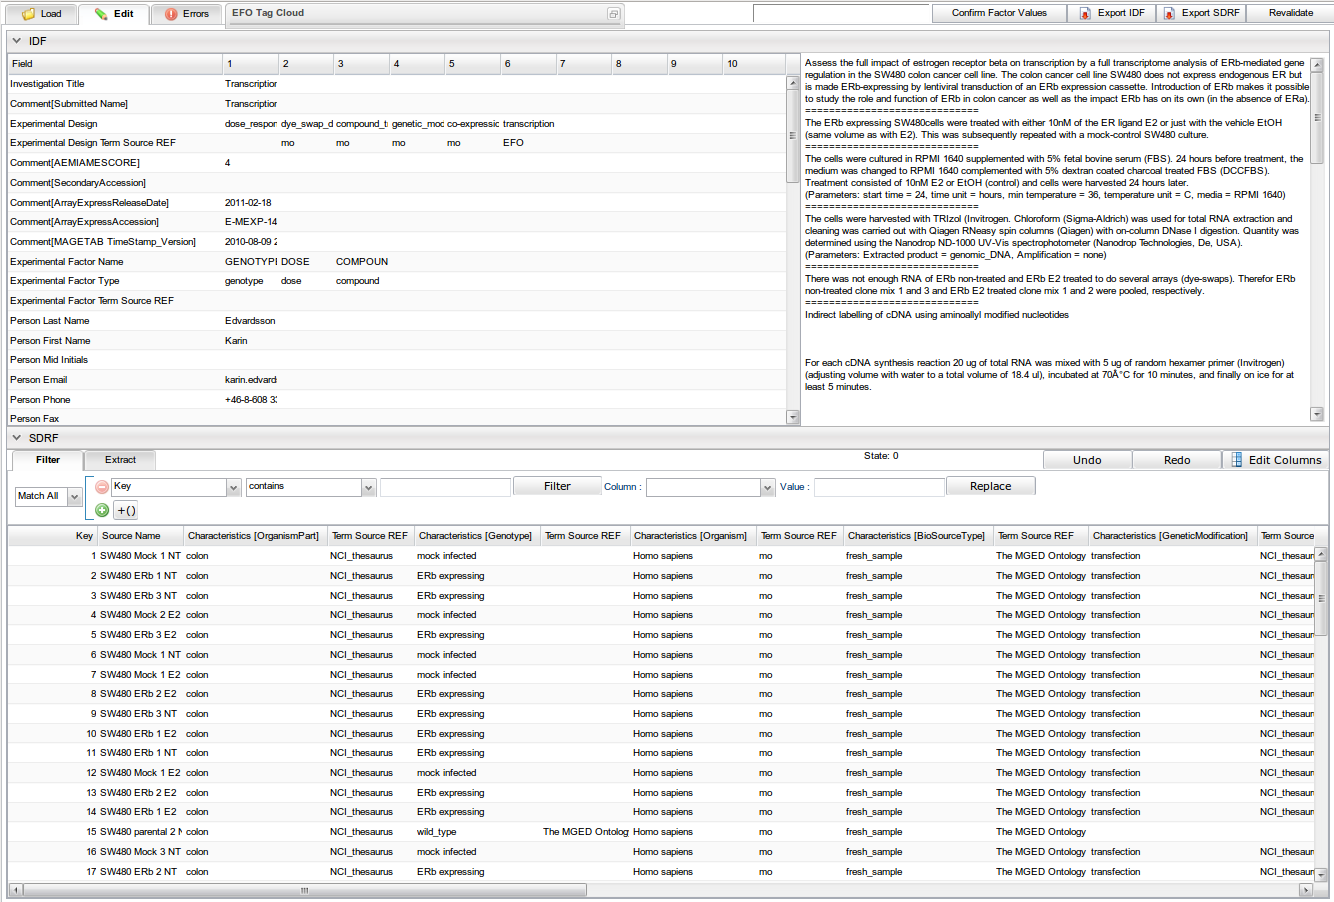 Load Edit Errors EFO Tag Cloud Confirm Factor Values Export IDF Export SDRF Revalidate
IDF
Field 1 2 3 4 5 6 7 8 9 10
Investigation Title Transcription
Comment[Submitted Name] Transcription
Experimental Design dose_respor dye_swap_d compound_t genetic_moc co-expressic transcription
Experimental Design Term Source REF mo mo mo mo EFO
Comment[AEMIAMESCORE] 4
Comment[SecondaryAccession]
Comment[ArrayExpressReleaseDate] 2011-02-18
Comment[ArrayExpressAccession] E-MEXP-14
Comment[MAGETAB TimeStamp_Version] 2010-08-09 2
Experimental Factor Name GENOTYPI DOSE COMPOUN
Experimental Factor Type genotype dose compound
Experimental Factor Term Source REF
Person Last Name Edvardsson
Person First Name Karin
Person Mid Initials
Person Email karin.edvard
Person Phone +46-8-608 33
Person Fax
Assess the full impact of estrogen receptor beta on transcription by a full transcriptome analysis of ERb-mediated gene
regulation in the SW480 colon cancer cell line. The colon cancer cell line SW480 does not express endogenous ER but
is made ERb-expressing by lentiviral transduction of an ERb expression cassette. Introduction of ERb makes it possible
to study the role and function of ERb in colon cancer as well as the impact ERb has on its own (in the absence of ERa).
=============================
The ERb expressing SW480cells were treated with either 10nM of the ER ligand E2 or just with the vehicle EtOH
(same volume as with E2). This was subsequently repeated with a mock-control SW480 culture.
=============================
The cells were cultured in RPMI 1640 supplemented with 5% fetal bovine serum (FBS). 24 hours before treatment, the
medium was changed to RPMI 1640 complemented with 5% dextran coated charcoal treated FBS (DCCFBS).
Treatment consisted of 10nM E2 or EtOH (control) and cells were harvested 24 hours later.
(Parameters: start time = 24, time unit = hours, min temperature = 36, temperature unit = C, media = RPMI 1640)
=============================
The cells were harvested with TRIzol (Invitrogen. Chloroform (Sigma-Aldrich) was used for total RNA extraction and
cleaning was carried out with Qiagen RNeasy spin columns (Qiagen) with on-column DNase I digestion. Quantity was
determined using the Nanodrop ND-1000 UV-Vis spectrophotometer (Nanodrop Technologies, De, USA).
(Parameters: Extracted product = genomic_DNA, Amplification = none)
=============================
There was not enough RNA of ERb non-treated and ERb E2 treated to do several arrays (dye-swaps). Therefor ERb
non-treated clone mix 1 and 3 and ERb E2 treated clone mix 1 and 2 were pooled, respectively.
=============================
Indirect labelling of cDNA using aminoallyl modified nucleotides
For each cDNA synthesis reaction 20 ug of total RNA was mixed with 5 ug of random hexamer primer (Invitrogen)
(adjusting volume with water to a total volume of 18.4 ul), incubated at 70Â°C for 10 minutes, and finally on ice for at
least 5 minutes.
SDRF
Filter Extract State: 0 Undo Redo Edit Columns
Match All Key contains Filter Column : Value : Replace
+()
Key Source Name Characteristics [OrganismPart] Term Source REF Characteristics [Genotype] Term Source REF Characteristics [Organism] Term Source REF Characteristics [BioSourceType] Term Source REF Characteristics [GeneticModification] Term Source
1 SW480 Mock 1 NT colon NCI_thesaurus mock infected Homo sapiens mo fresh_sample The MGED Ontology transfection NCI_thesaur
2 SW480 ERb 1 NT colon NCI_thesaurus ERb expressing Homo sapiens mo fresh_sample The MGED Ontology transfection NCI_thesaur
3 SW480 ERb 3 NT colon NCI_thesaurus ERb expressing Homo sapiens mo fresh_sample The MGED Ontology transfection NCI_thesaur
4 SW480 Mock 2 E2 colon NCI_thesaurus mock infected Homo sapiens mo fresh_sample The MGED Ontology transfection NCI_thesaur
5 SW480 ERb 3 E2 colon NCI_thesaurus ERb expressing Homo sapiens mo fresh_sample The MGED Ontology transfection NCI_thesaur
6 SW480 Mock 1 NT colon NCI_thesaurus mock infected Homo sapiens mo fresh_sample The MGED Ontology transfection NCI_thesaur
7 SW480 Mock 1 E2 colon NCI_thesaurus mock infected Homo sapiens mo fresh_sample The MGED Ontology transfection NCI_thesaur
8 SW480 ERb 2 E2 colon NCI_thesaurus ERb expressing Homo sapiens mo fresh_sample The MGED Ontology transfection NCI_thesaur
9 SW480 ERb 3 NT colon NCI_thesaurus ERb expressing Homo sapiens mo fresh_sample The MGED Ontology transfection NCI_thesaur
10 SW480 ERb 1 E2 colon NCI_thesaurus ERb expressing Homo sapiens mo fresh_sample The MGED Ontology transfection NCI_thesaur
11 SW480 ERb 1 NT colon NCI_thesaurus ERb expressing Homo sapiens mo fresh_sample The MGED Ontology transfection NCI_thesaur
12 SW480 Mock 1 E2 colon NCI_thesaurus mock infected Homo sapiens mo fresh_sample The MGED Ontology transfection NCI_thesaur
13 SW480 ERb 2 E2 colon NCI_thesaurus ERb expressing Homo sapiens mo fresh_sample The MGED Ontology transfection NCI_thesaur
14 SW480 ERb 1 E2 colon NCI_thesaurus ERb expressing Homo sapiens mo fresh_sample The MGED Ontology transfection NCI_thesaur
15 SW480 parental 2 N colon NCI_thesaurus wild_type The MGED Ontology Homo sapiens mo fresh_sample The MGED Ontology
16 SW480 Mock 3 NT colon NCI_thesaurus mock infected Homo sapiens mo fresh_sample The MGED Ontology transfection NCI_thesaur
17 SW480 ERb 2 NT colon NCI_thesaurus ERb expressing Homo sapiens mo fresh_sample The MGED Ontology transfection NCI_thesaur